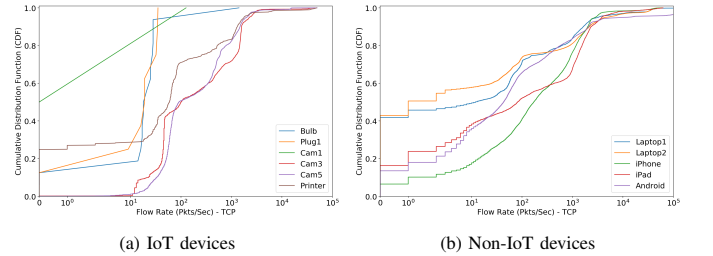 1.0
0.8
0.6
0.4
0.2
0.0
Cumulative Distribution Function (CDF)
0
10^0
10^1
10^2
10^3
10^4
10^5
Flow Rate (Pkts/Sec) - TCP
Bulb
Plug1
Cam1
Cam3
Cam5
Printer
(a) IoT devices
1.0
0.8
0.6
0.4
0.2
0.0
Cumulative Distribution Function (CDF)
0
10^0
10^1
10^2
10^3
10^4
10^5
Flow Rate (Pkts/Sec) - TCP
Laptop1
Laptop2
iPhone
iPad
Android
(b) Non-IoT devices